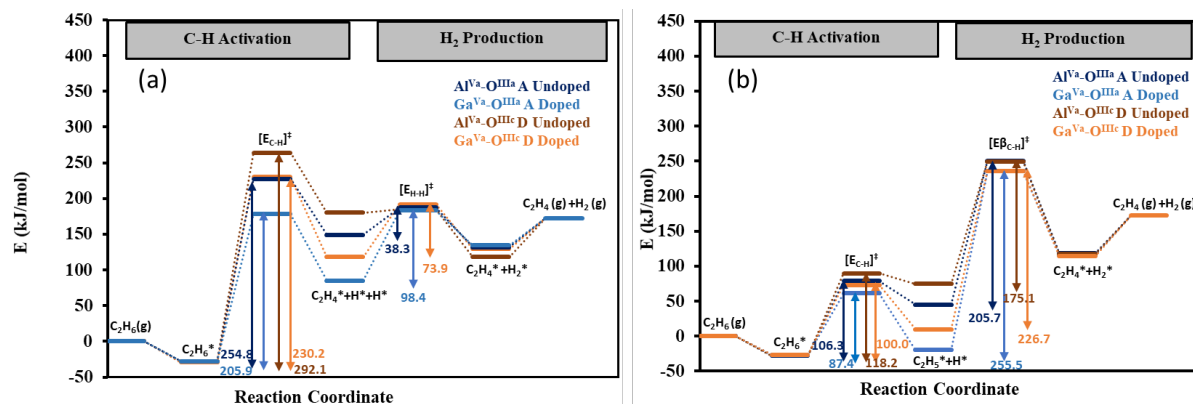 450
400
350
300
250
200
150
100
50
0
-50
E (kJ/mol)
C-H Activation
H₂ Production
(a)
Alⱽᵃ-Oᴵᴵᴵᵃ A Undoped
Gaⱽᵃ-Oᴵᴵᴵᵃ A Doped
Alⱽᵃ-Oᴵᴵᴵᶜ D Undoped
Gaⱽᵃ-Oᴵᴵᴵᶜ D Doped
[E_C-H]‡
[E_H-H]‡
C₂H₄ (g)+H₂ (g)
38.3
73.9
98.4
C₂H₄*+H₂*
C₂H₄*+H*+H*
C₂H₆(g)
C₂H₆*
254.8
205.9
230.2
292.1
Reaction Coordinate
450
400
350
300
250
200
150
100
50
0
-50
E (kJ/mol)
C-H Activation
H₂ Production
(b)
Alⱽᵃ-Oᴵᴵᴵᵃ A Undoped
Gaⱽᵃ-Oᴵᴵᴵᵃ A Doped
Alⱽᵃ-Oᴵᴵᴵᶜ D Undoped
Gaⱽᵃ-Oᴵᴵᴵᶜ D Doped
[Eβ_C-H]‡
C₂H₄ (g)+H₂ (g)
[E_C-H]‡
C₂H₄*+H₂*
175.1
205.7
226.7
255.5
C₂H₆(g)
C₂H₆*
106.3
87.4
100.0
118.2
C₂H₅*+H*
Reaction Coordinate